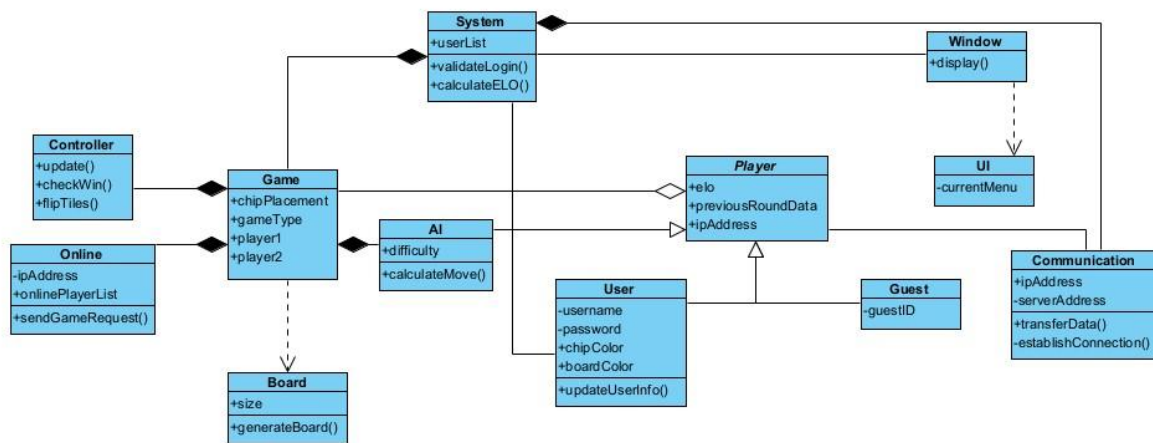 System
+userList
+validateLogin()
+calculateELO()
Window
+display()
Controller
+update()
+checkWin()
+flipTiles()
Game
+chipPlacement
+gameType
+player1
+player2
Player
+elo
+previousRoundData
+ipAddress
UI
-currentMenu
Online
-ipAddress
+onlinePlayerList
+sendGameRequest()
AI
+difficulty
+calculateMove()
Communication
+ipAddress
-serverAddress
+transferData()
-establishConnection()
User
-username
-password
+chipColor
+boardColor
+updateUserInfo()
Guest
-guestID
Board
+size
+generateBoard()